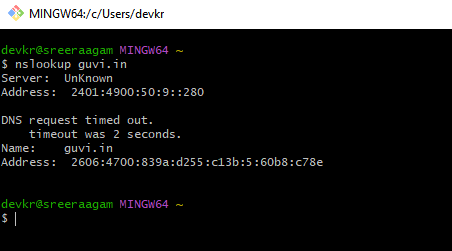 MINGW64:/c/Users/devkr
devkr@sreeraagam MINGW64 ~
$ nslookup guvi.in
Server:  UnKnown
Address:  2401:4900:50:9::280
DNS request timed out.
    timeout was 2 seconds.
Name:    guvi.in
Address:  2606:4700:839a:d255:c13b:5:60b8:c78e
devkr@sreeraagam MINGW64 ~
$